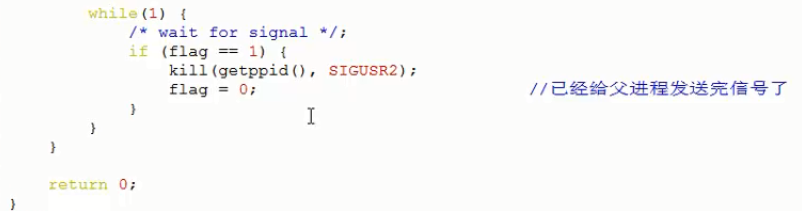 while(1) {
/* wait for signal */;
if (flag == 1) {
kill(getppid(), SIGUSR2);
flag = 0; //已经给父进程发送完信号了
}
}
}
return 0;
}